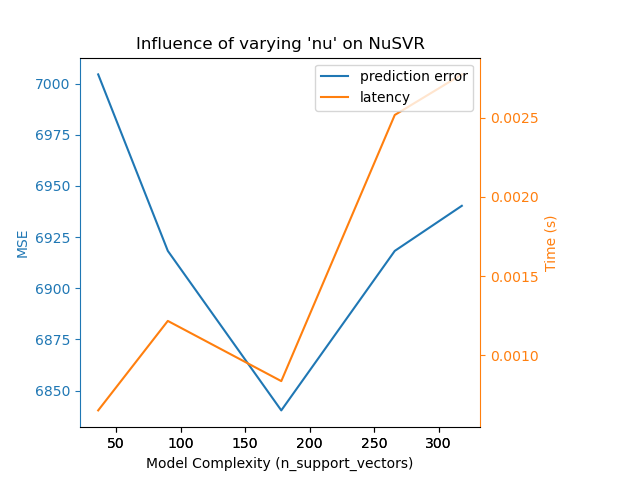 Influence of varying 'nu' on NuSVR
prediction error
latency
7000
6975
6950
6925
6900
6875
6850
MSE
0.0025
0.0020
0.0015
0.0010
Time (s)
50 100 150 200 250 300
Model Complexity (n_support_vectors)